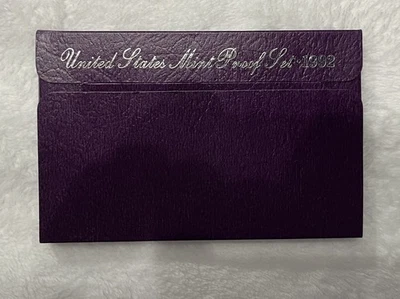 United States Mint Proof Set 1992